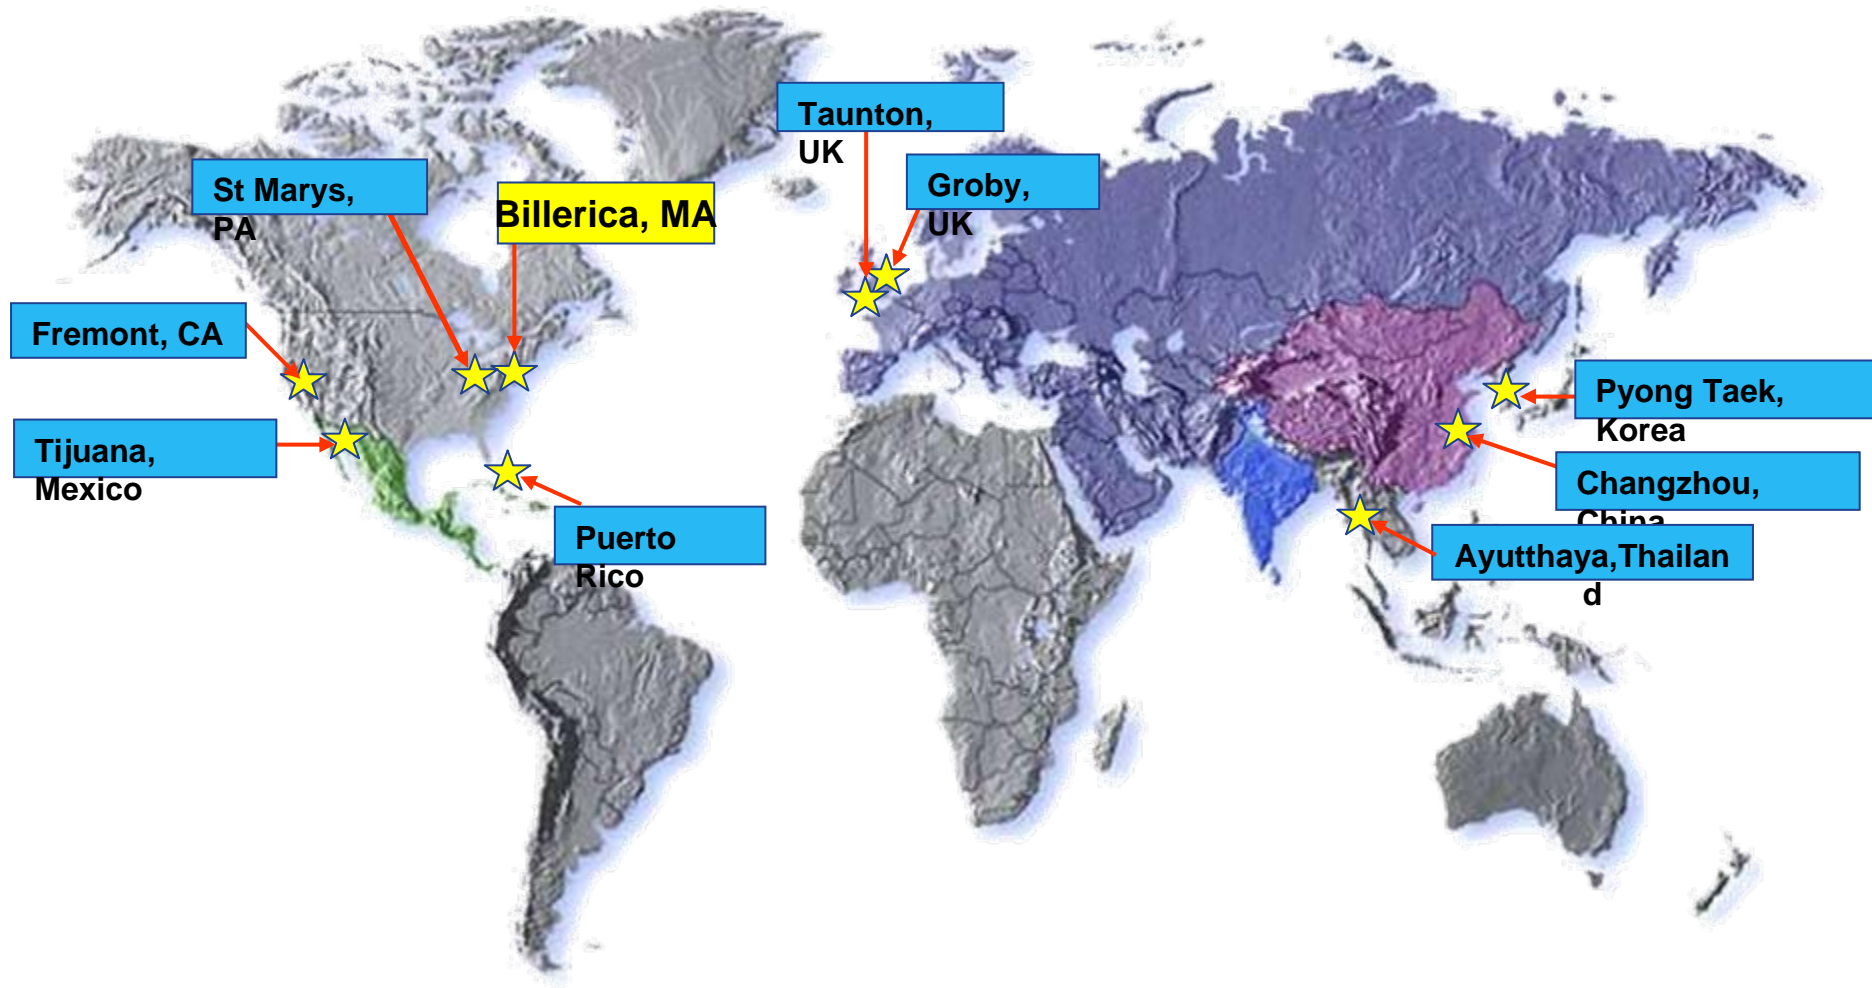 Taunton,
UK
Groby,
UK
St Marys,
PA
Billerica, MA
Fremont, CA
Tijuana,
Mexico
Puerto
Rico
Pyong Taek,
Korea
Changzhou,
China
Ayutthaya,Thailan
d